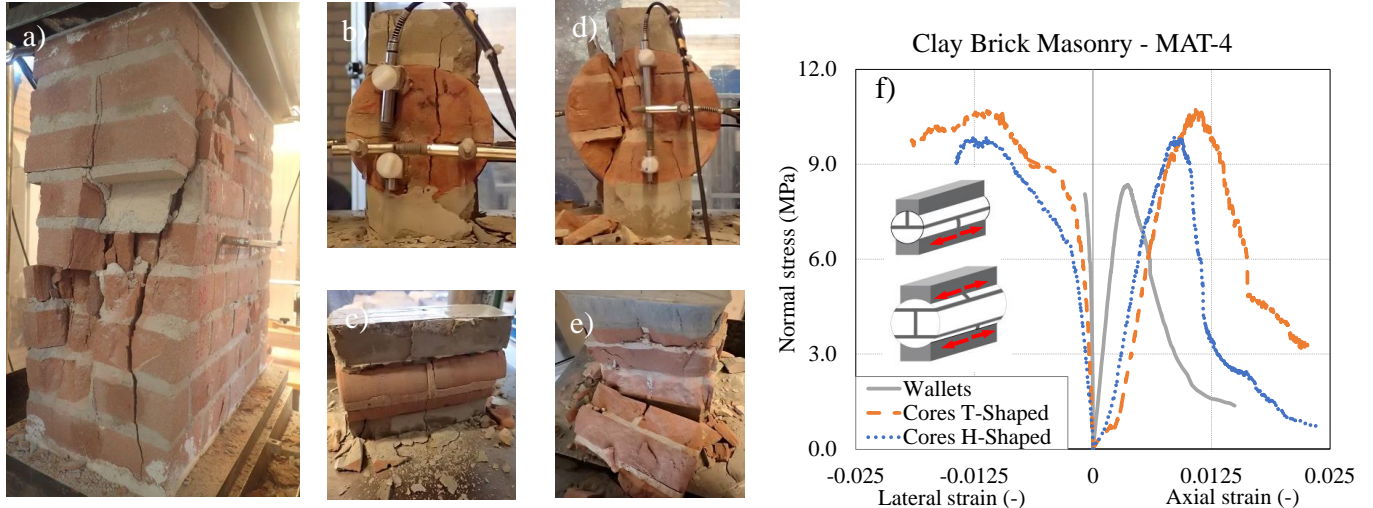 a)
b)
d)
c)
e)
Clay Brick Masonry - MAT-4
f)
Normal stress (MPa)
12.0
9.0
6.0
3.0
0.0
Wallets
Cores T-Shaped
Cores H-Shaped
-0.025
-0.0125
0
0.0125
0.025
Lateral strain (-)
Axial strain (-)